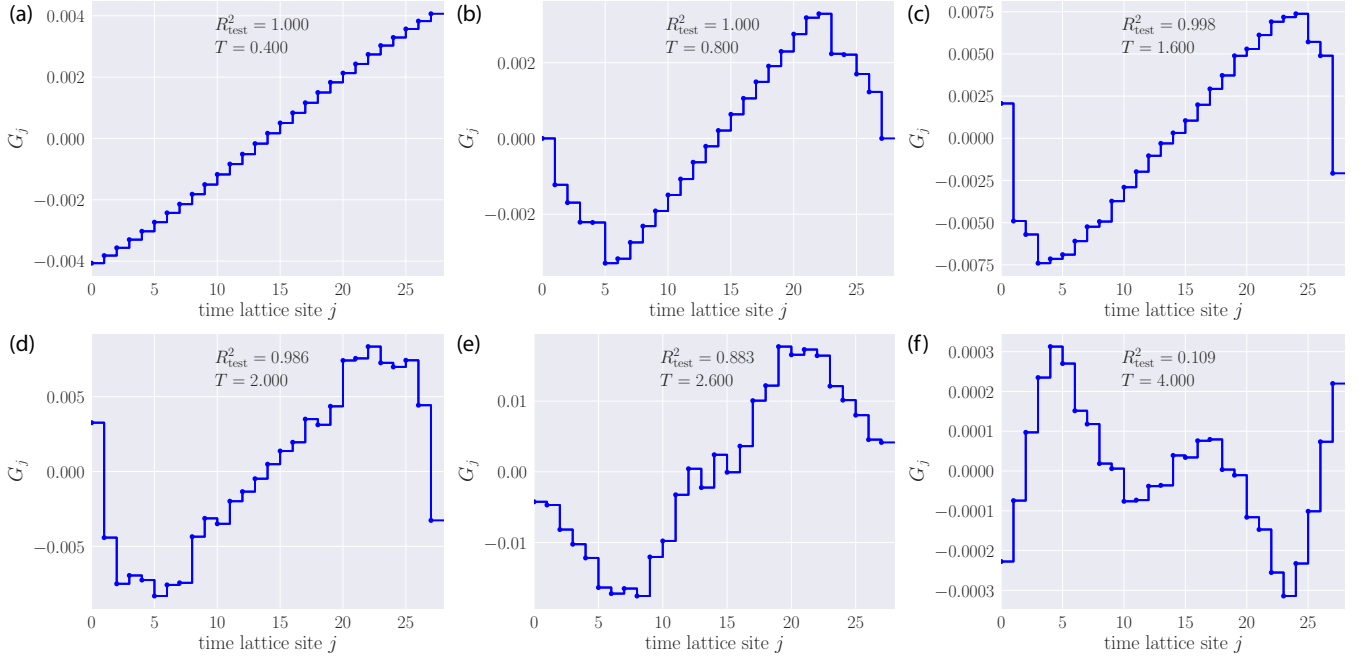 (a)
R²_test = 1.000
T = 0.400
G_j
0.004
0.002
0.000
−0.002
−0.004
0 5 10 15 20 25
time lattice site j
(b)
R²_test = 1.000
T = 0.800
G_j
0.002
0.000
−0.002
0 5 10 15 20 25
time lattice site j
(c)
R²_test = 0.998
T = 1.600
G_j
0.0075
0.0050
0.0025
0.0000
−0.0025
−0.0050
−0.0075
0 5 10 15 20 25
time lattice site j
(d)
R²_test = 0.986
T = 2.000
G_j
0.005
0.000
−0.005
0 5 10 15 20 25
time lattice site j
(e)
R²_test = 0.883
T = 2.600
G_j
0.01
0.00
−0.01
0 5 10 15 20 25
time lattice site j
(f)
R²_test = 0.109
T = 4.000
G_j
0.0003
0.0002
0.0001
0.0000
−0.0001
−0.0002
−0.0003
0 5 10 15 20 25
time lattice site j